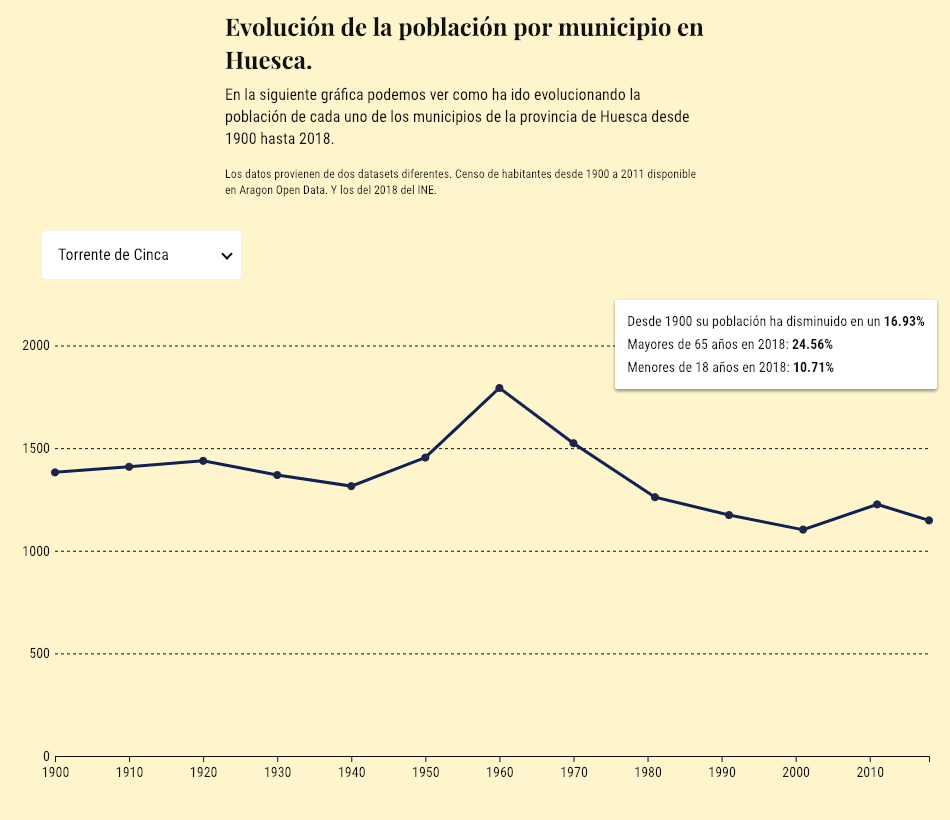 Evolución de la población por municipio en
Huesca.
En la siguiente gráfica podemos ver como ha ido evolucionando la
población de cada uno de los municipios de la provincia de Huesca desde
1900 hasta 2018.
Los datos provienen de dos datasets diferentes. Censo de habitantes desde 1900 a 2011 disponible
en Aragon Open Data. Y los del 2018 del INE.
Torrente de Cinca
Desde 1900 su población ha disminuido en un 16.93%
Mayores de 65 años en 2018: 24.56%
Menores de 18 años en 2018: 10.71%
2000
1500
1000
500
0
1900 1910 1920 1930 1940 1950 1960 1970 1980 1990 2000 2010